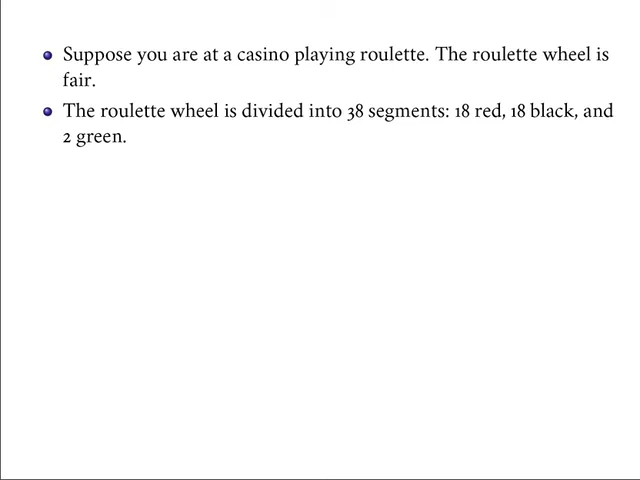 Suppose you are at a casino playing roulette. The roulette wheel is
fair.
The roulette wheel is divided into 38 segments: 18 red, 18 black, and
2 green.